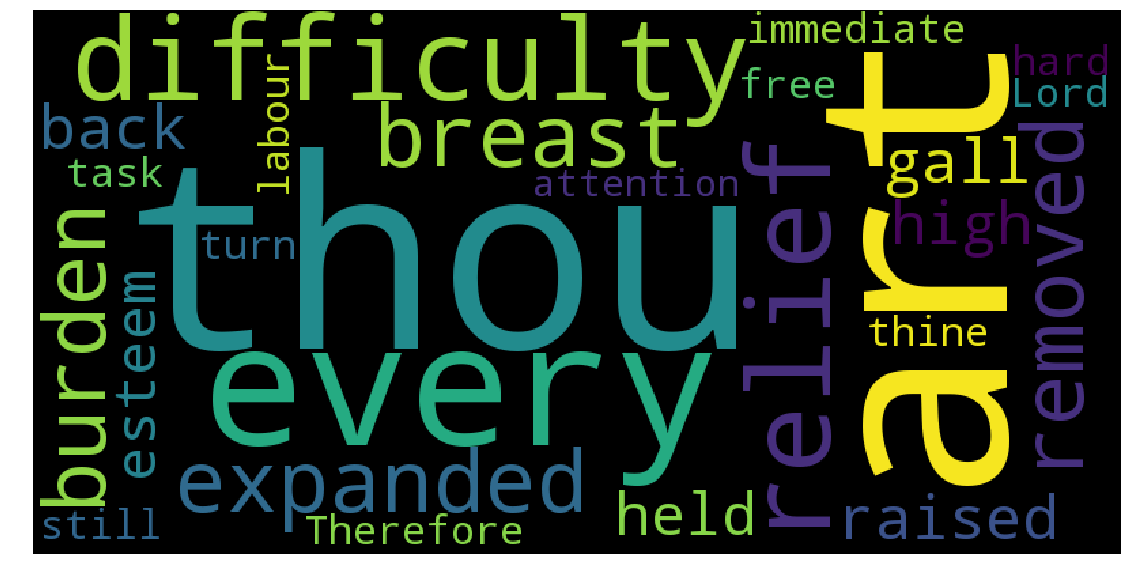 difficulty
immediate
free
hard
Lord
back
labour
breast
task
attention
gall
thou
art
relief
removed
high
turn
burden
esteem
every
thine
expanded
still
Therefore
held
raised